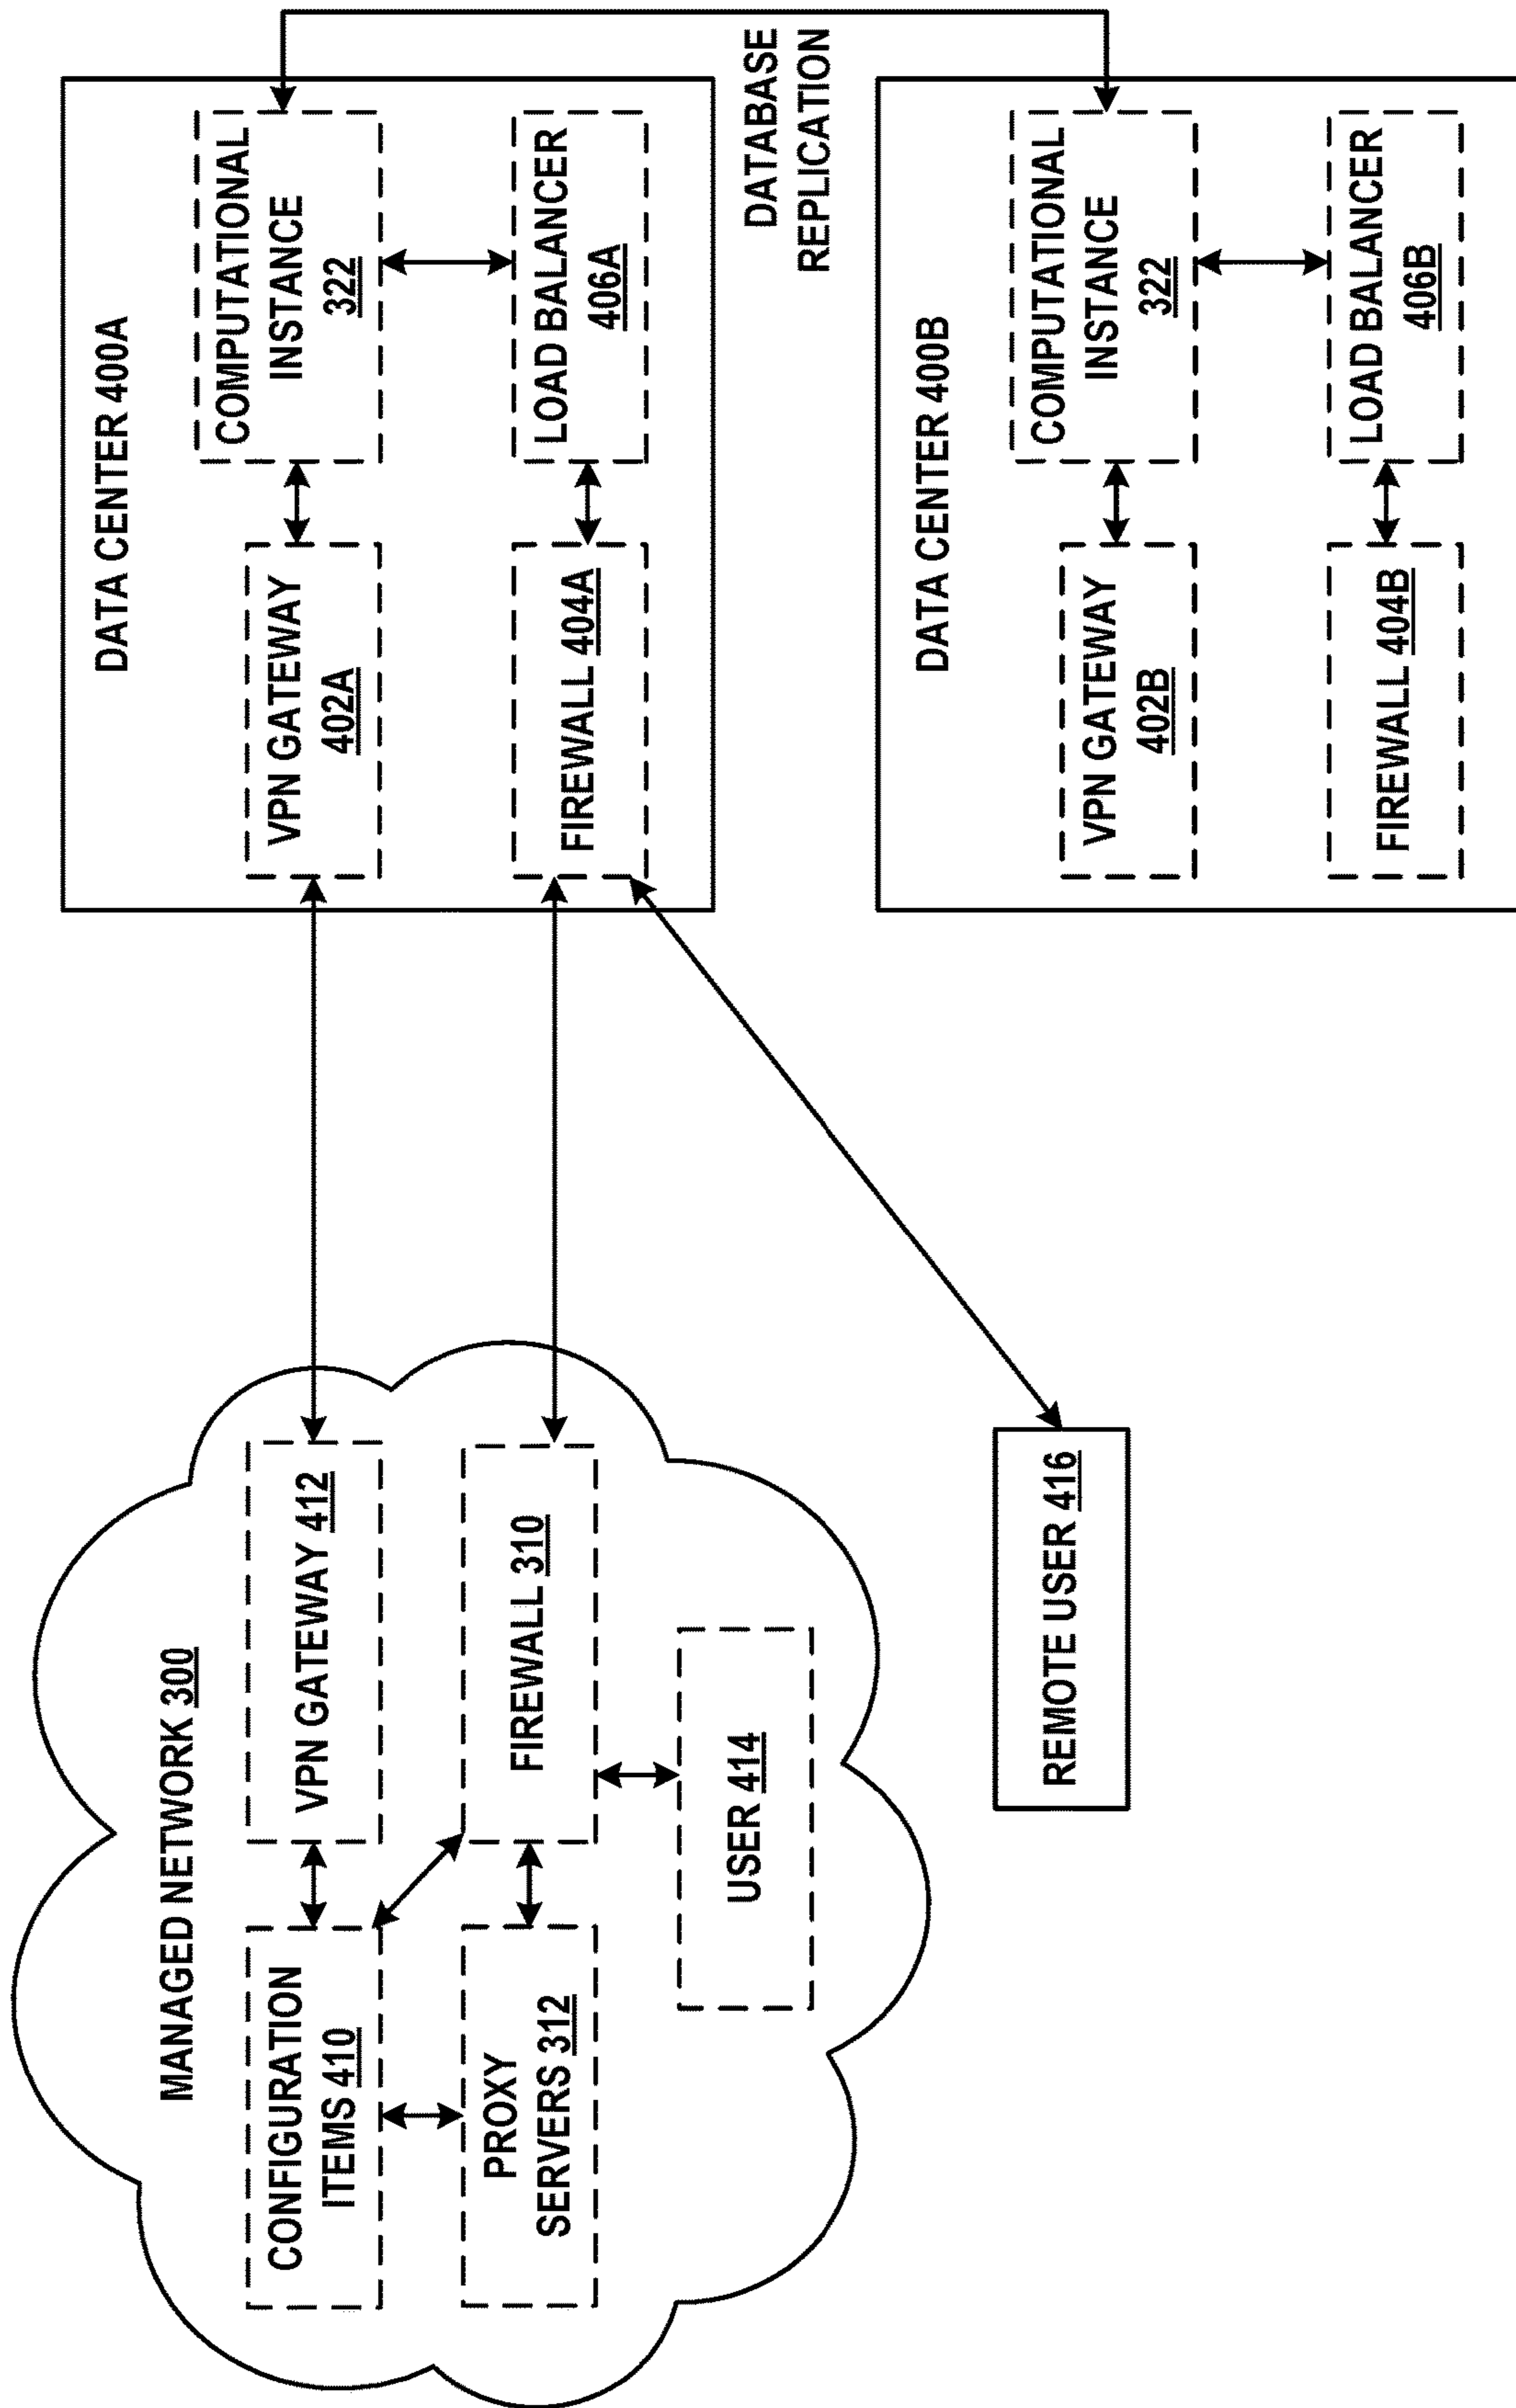 MANAGED NETWORK 300
CONFIGURATION
ITEMS 410
VPN GATEWAY 412
PROXY
SERVERS 312
FIREWALL 310
USER 414
REMOTE USER 416
DATA CENTER 400A
VPN GATEWAY
402A
COMPUTATIONAL
INSTANCE
322
FIREWALL 404A
LOAD BALANCER
406A
DATABASE
REPLICATION
DATA CENTER 400B
VPN GATEWAY
402B
COMPUTATIONAL
INSTANCE
322
FIREWALL 404B
LOAD BALANCER
406B